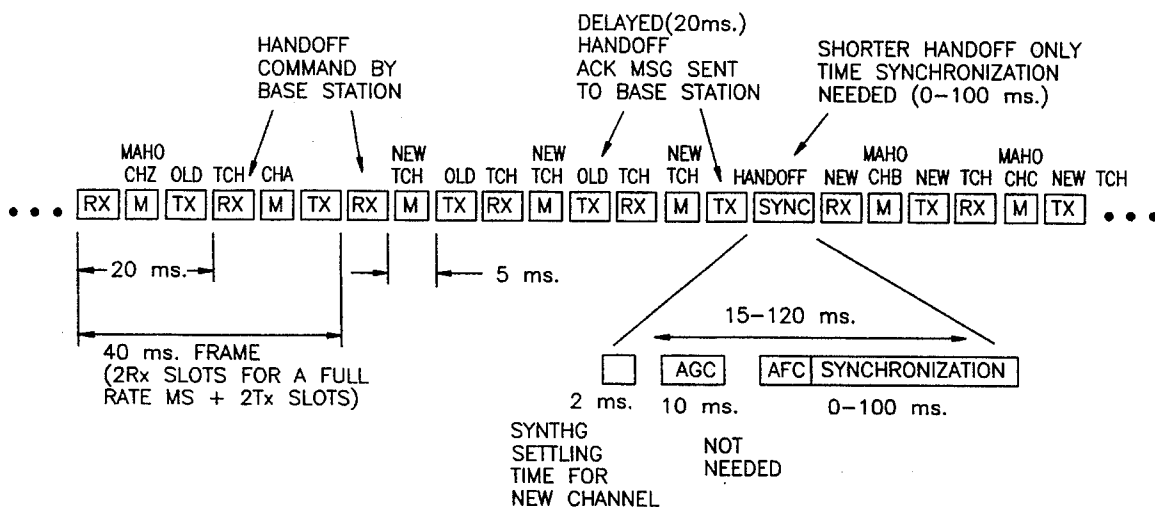 HANDOFF
COMMAND BY
BASE STATION
DELAYED(20ms.)
HANDOFF
ACK MSG SENT
TO BASE STATION
SHORTER HANDOFF ONLY
TIME SYNCHRONIZATION
NEEDED (0-100 ms.)
MAHO
CHZ
OLD
TCH
CHA
NEW
TCH
OLD
TCH
NEW
TCH
OLD
TCH
NEW
TCH
HANDOFF
NEW
MAHO
CHB
NEW
TCH
MAHO
CHC
NEW
TCH
RX M TX RX M TX RX M TX RX M TX RX M TX SYNC RX M TX RX M TX
20 ms.
5 ms.
40 ms. FRAME
(2Rx SLOTS FOR A FULL
RATE MS + 2Tx SLOTS)
15-120 ms.
AGC
AFC
SYNCHRONIZATION
2 ms.
10 ms.
0-100 ms.
SYNTHG
SETTLING
TIME FOR
NEW CHANNEL
NOT
NEEDED